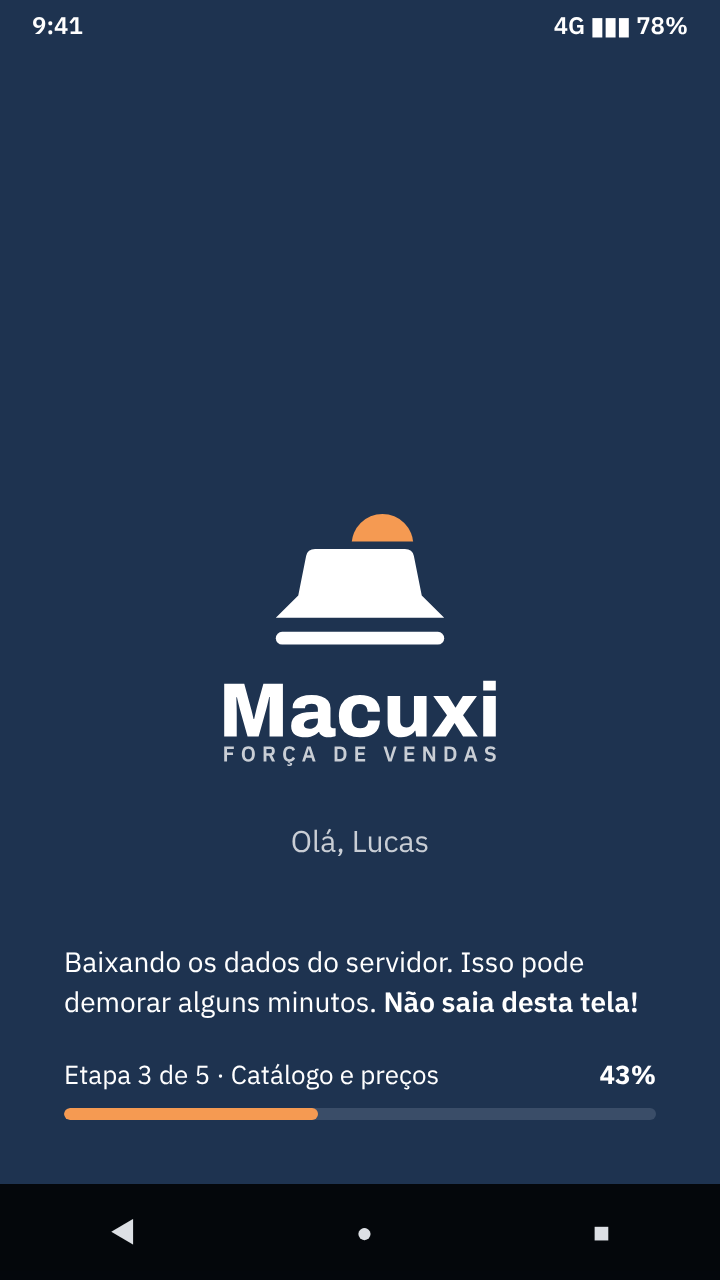 9:41
4G 78%
Macuxi
FORÇA DE VENDAS
Olá, Lucas
Baixando os dados do servidor. Isso pode
demorar alguns minutos. Não saia desta tela!
Etapa 3 de 5 · Catálogo e preços 43%